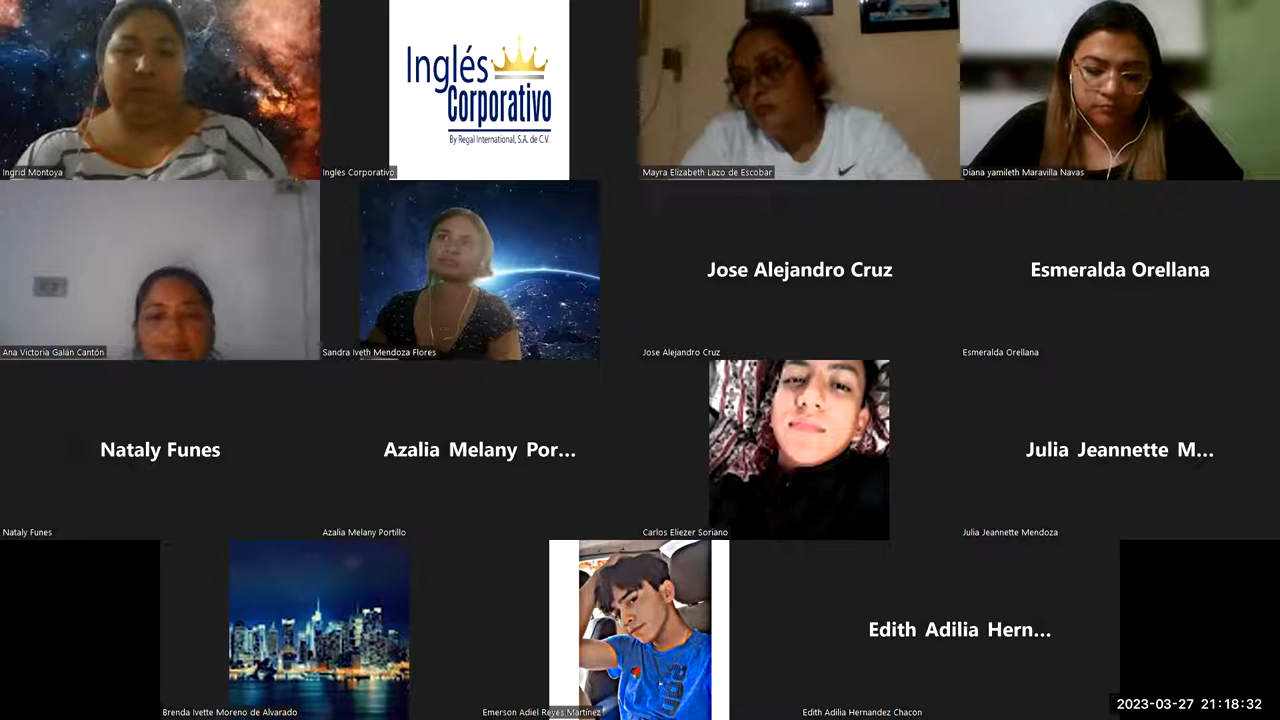 Inglés
Corporativo
By Regal International, S.A. de C.V.
Ingrid Montoya
Ingles Corporativo
Mayra Elizabeth Lazo de Escobar
Diana yamileth Maravilla Navas
Jose Alejandro Cruz
Esmeralda Orellana
Ana Victoria Galán Cantón
Sandra Iveth Mendoza Flores
Jose Alejandro Cruz
Esmeralda Orellana
Nataly Funes
Azalia Melany Por...
Julia Jeannette M...
Nataly Funes
Azalia Melany Portillo
Carlos Eliezer Soriano
Julia Jeannette Mendoza
Edith Adilia Hern...
Brenda Ivette Moreno de Alvarado
Emerson Adiel Reyes Martínez
Edith Adilia Hernandez Chacon
2023-03-27 21:18:32